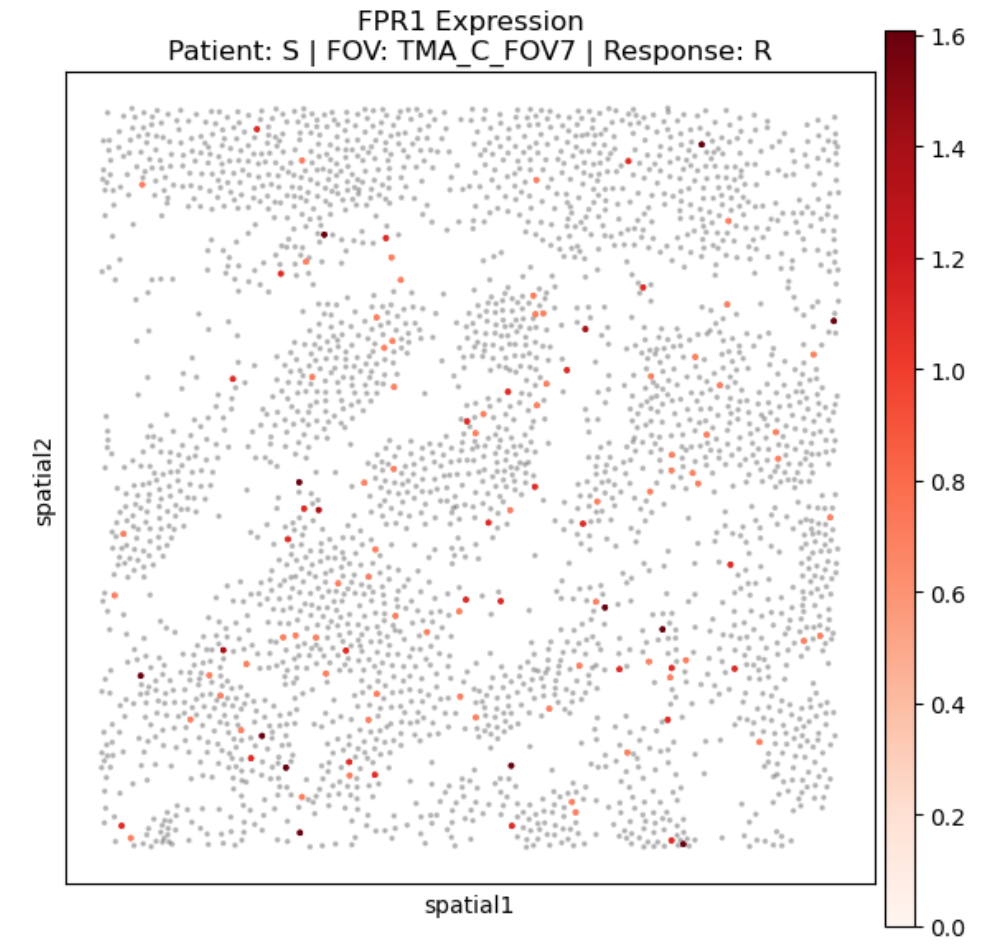 FPR1 Expression
Patient: S | FOV: TMA_C_FOV7 | Response: R
1.6
1.4
1.2
1.0
0.8
0.6
0.4
0.2
0.0
spatial2
spatial1